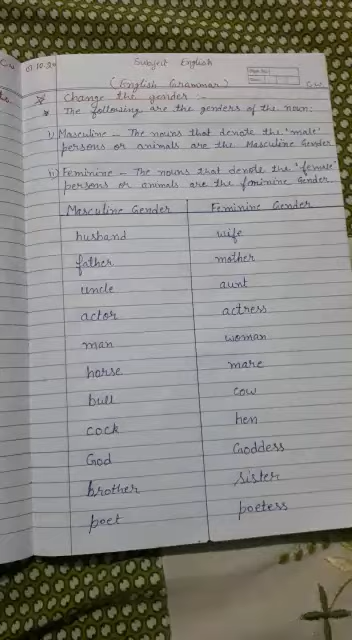 Subject English
(English Grammar)
C.W
Change the gender :-
* The following are the genders of the noun:
i) Masculine - The nouns that denote the 'male'
persons or animals are the Masculine Gender
ii) Feminine - The nouns that denote the 'female'
persons or animals are the feminine Gender
Masculine Gender Feminine Gender
husband wife
father mother
uncle aunt
actor actress
man woman
horse mare
bull cow
cock hen
God Goddess
brother sister
poet poetess